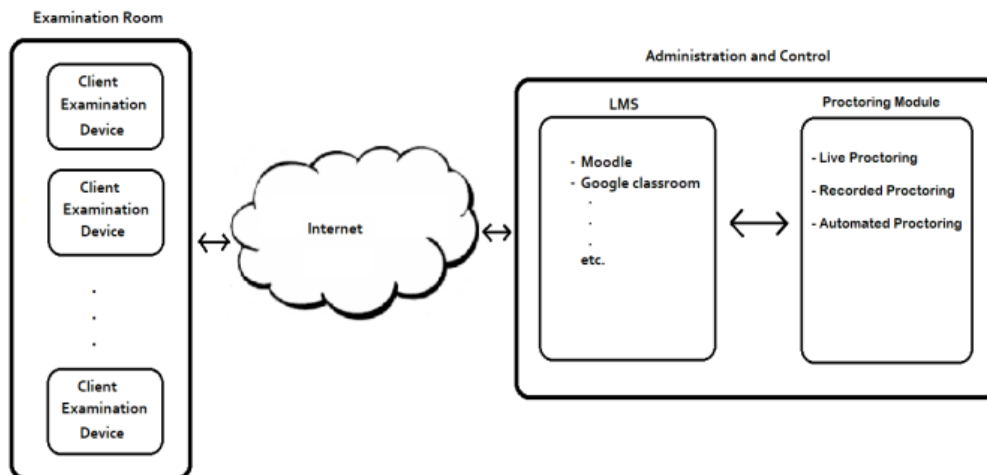 Examination Room
Client
Examination
Device
Client
Examination
Device
.
.
.
Client
Examination
Device
Internet
Administration and Control
LMS
- Moodle
- Google classroom
.
.
.
etc.
Proctoring Module
- Live Proctoring
- Recorded Proctoring
- Automated Proctoring